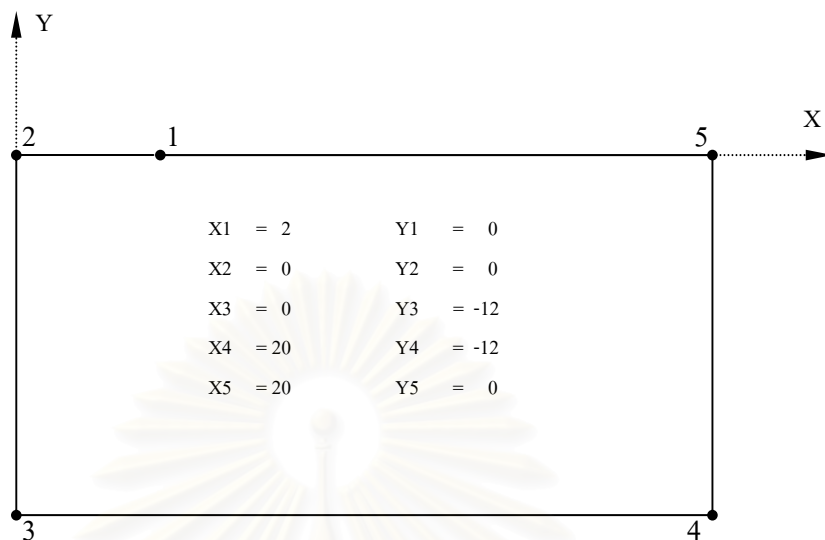 Y
X
2 1 5
X1 = 2 Y1 = 0
X2 = 0 Y2 = 0
X3 = 0 Y3 = -12
X4 = 20 Y4 = -12
X5 = 20 Y5 = 0
3 4